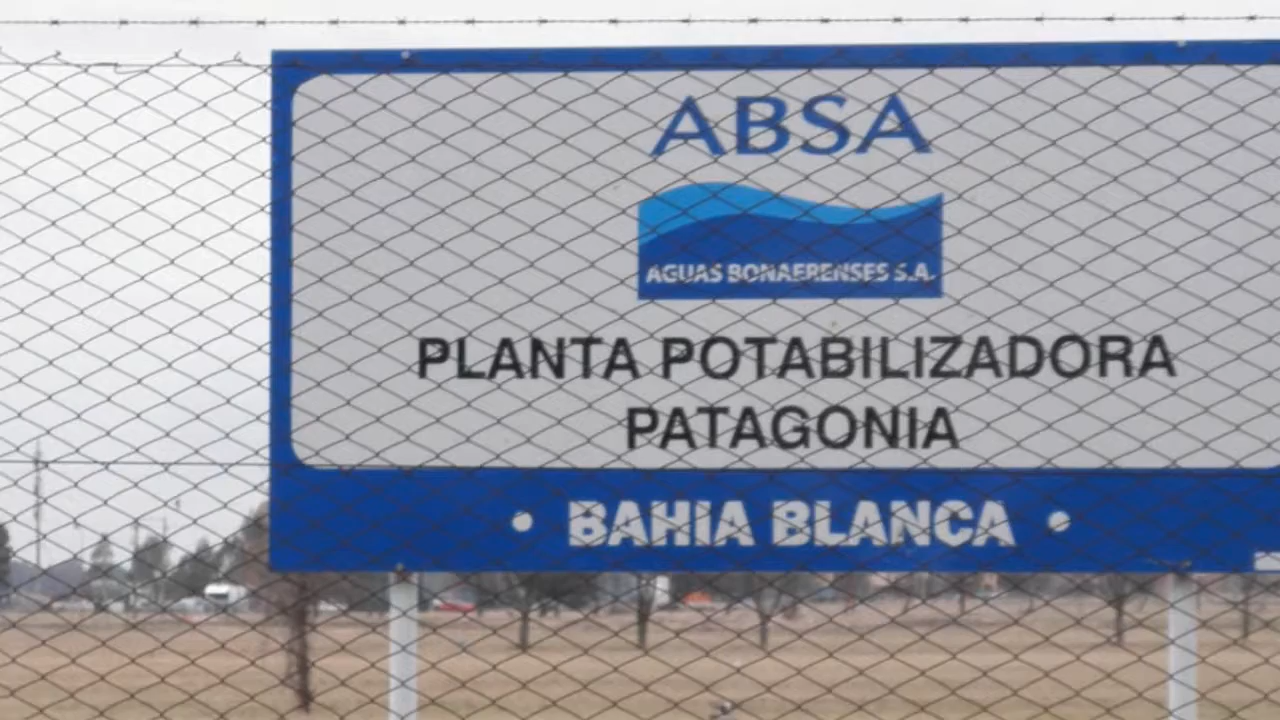 ABSA
AGUAS BONAERENSES S.A.
PLANTA POTABILIZADORA
PATAGONIA
• BAHIA BLANCA •